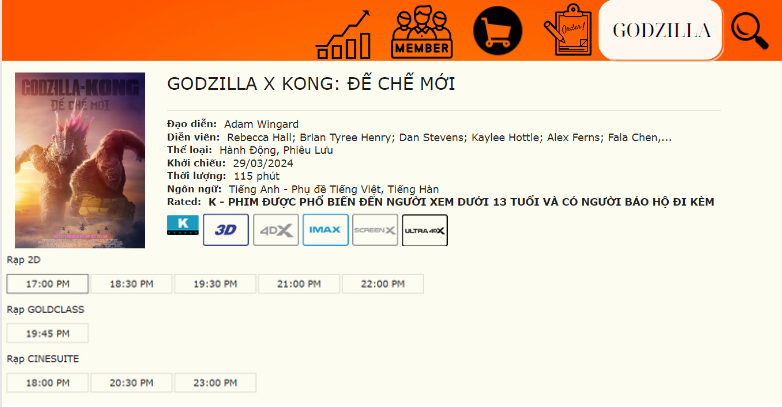 MEMBER
Order!
GODZILLA
GODZILLA x KONG
ĐẾ CHẾ MỚI
GODZILLA X KONG: ĐẾ CHẾ MỚI
Đạo diễn: Adam Wingard
Diễn viên: Rebecca Hall; Brian Tyree Henry; Dan Stevens; Kaylee Hottle; Alex Ferns; Fala Chen,...
Thể loại: Hành Động, Phiêu Lưu
Khởi chiếu: 29/03/2024
Thời lượng: 115 phút
Ngôn ngữ: Tiếng Anh - Phụ đề Tiếng Việt, Tiếng Hàn
Rated: K - PHIM ĐƯỢC PHỔ BIẾN ĐẾN NGƯỜI XEM DƯỚI 13 TUỔI VÀ CÓ NGƯỜI BẢO HỘ ĐI KÈM
K 3D 4DX IMAX SCREENX ULTRA 4DX
Rạp 2D
17:00 PM 18:30 PM 19:30 PM 21:00 PM 22:00 PM
Rạp GOLDCLASS
19:45 PM
Rạp CINESUITE
18:00 PM 20:30 PM 23:00 PM